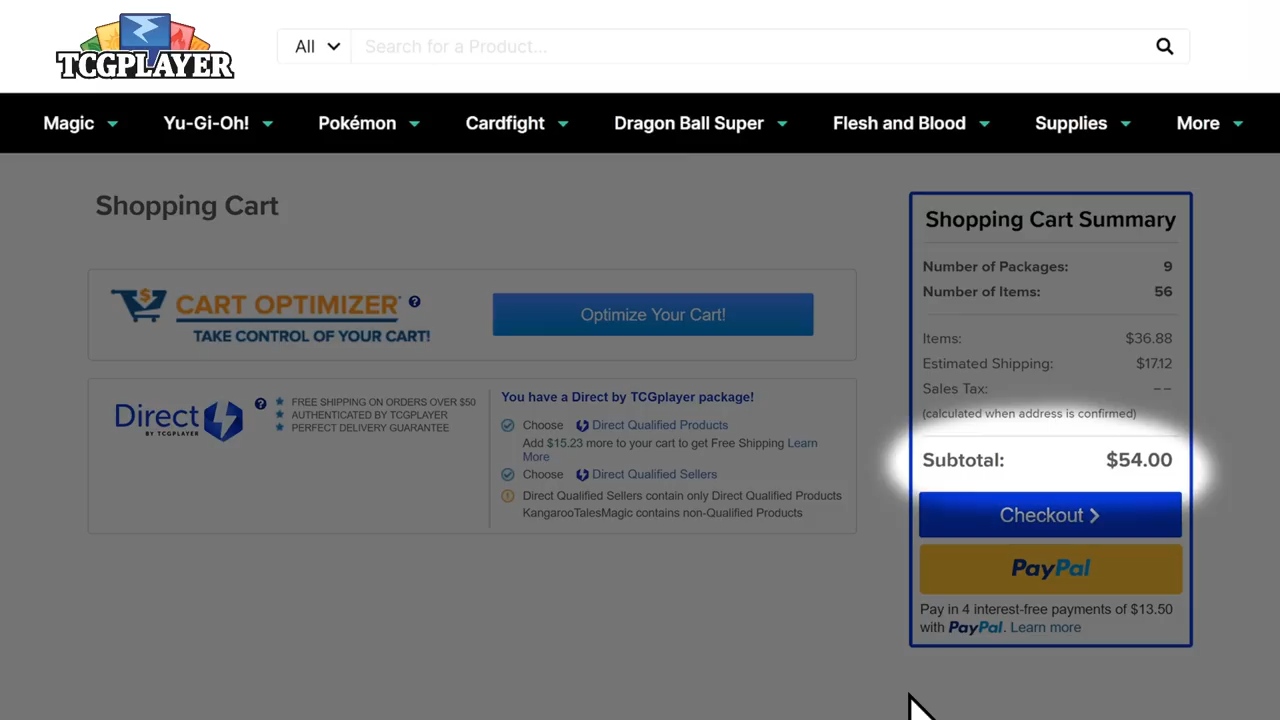 TCGPLAYER
All
Search for a Product...
Magic
Yu-Gi-Oh!
Pokémon
Cardfight
Dragon Ball Super
Flesh and Blood
Supplies
More
Shopping Cart
CART OPTIMIZER
TAKE CONTROL OF YOUR CART!
Optimize Your Cart!
Direct
BY TCGPLAYER
FREE SHIPPING ON ORDERS OVER $50
AUTHENTICATED BY TCGPLAYER
PERFECT DELIVERY GUARANTEE
You have a Direct by TCGplayer package!
Choose Direct Qualified Products
Add $15.23 more to your cart to get Free Shipping Learn
More
Choose Direct Qualified Sellers
Direct Qualified Sellers contain only Direct Qualified Products
KangarooTalesMagic contains non-Qualified Products
Shopping Cart Summary
Number of Packages: 9
Number of Items: 56
Items: $36.88
Estimated Shipping: $17.12
Sales Tax: --
(calculated when address is confirmed)
Subtotal: $54.00
Checkout
PayPal
Pay in 4 interest-free payments of $13.50
with PayPal. Learn more